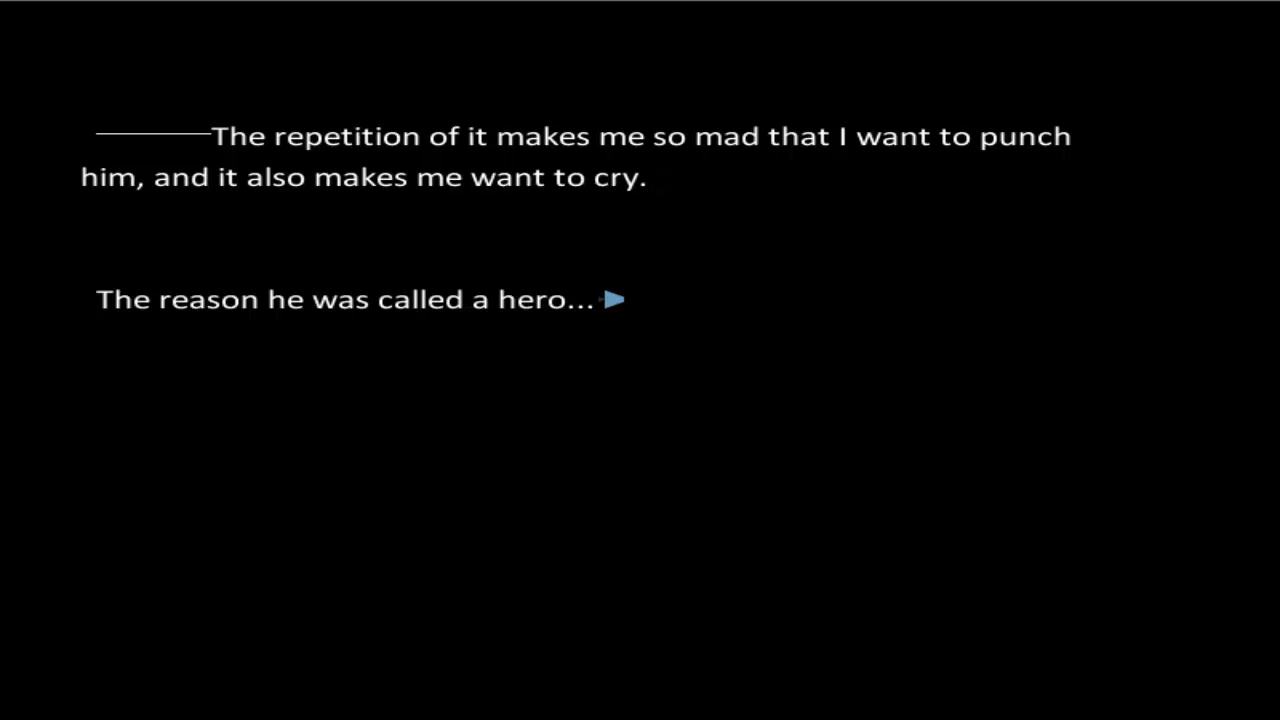 ————The repetition of it makes me so mad that I want to punch
him, and it also makes me want to cry.
The reason he was called a hero...